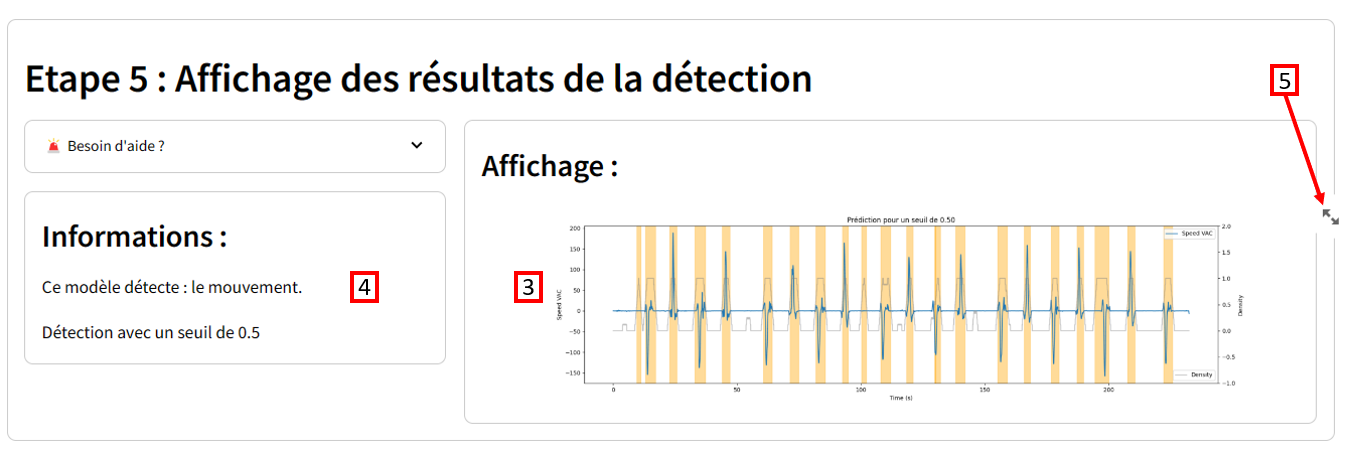 Etape 5 : Affichage des résultats de la détection
5
🚨 Besoin d'aide ?
Affichage :
Informations :
Ce modèle détecte : le mouvement.
4
Détection avec un seuil de 0.5
3
Prédiction pour un seuil de 0.50
Speed VAC
200
150
100
50
0
−50
−100
−150
Speed VAC
2.0
1.5
1.0
0.5
0.0
−0.5
−1.0
Density
Density
0 50 100 150 200
Time (s)